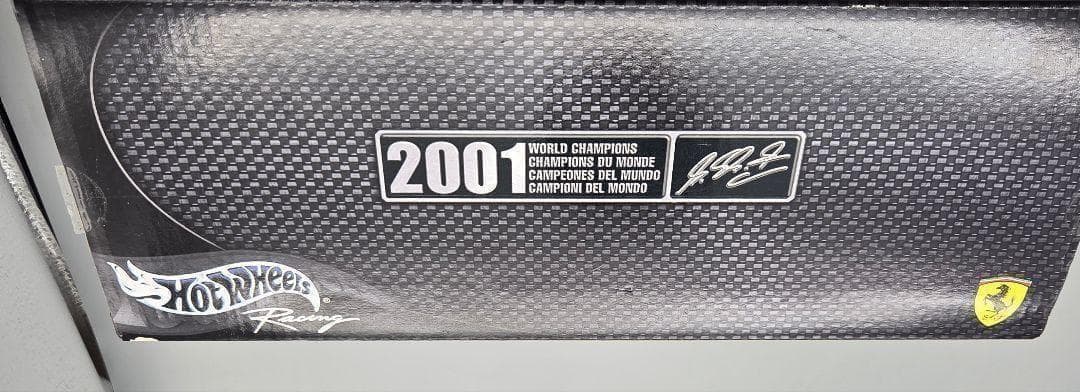 2001
WORLD CHAMPIONS
CHAMPIONS DU MONDE
CAMPEONES DEL MUNDO
CAMPIONI DEL MONDO
HOT WHEELS
®
Racing